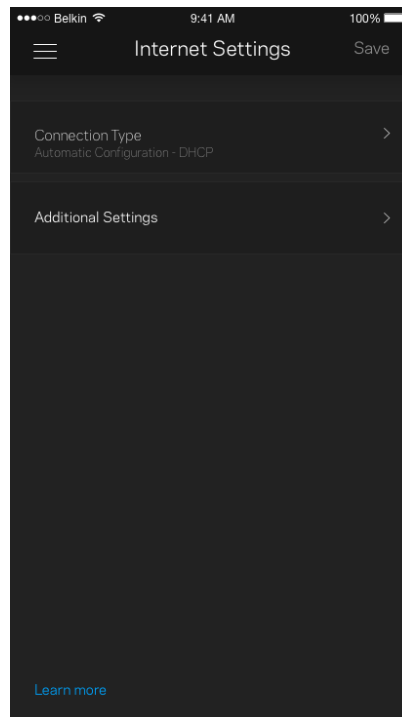 Belkin 9:41 AM 100%
Internet Settings Save
Connection Type
Automatic Configuration - DHCP
Additional Settings
Learn more